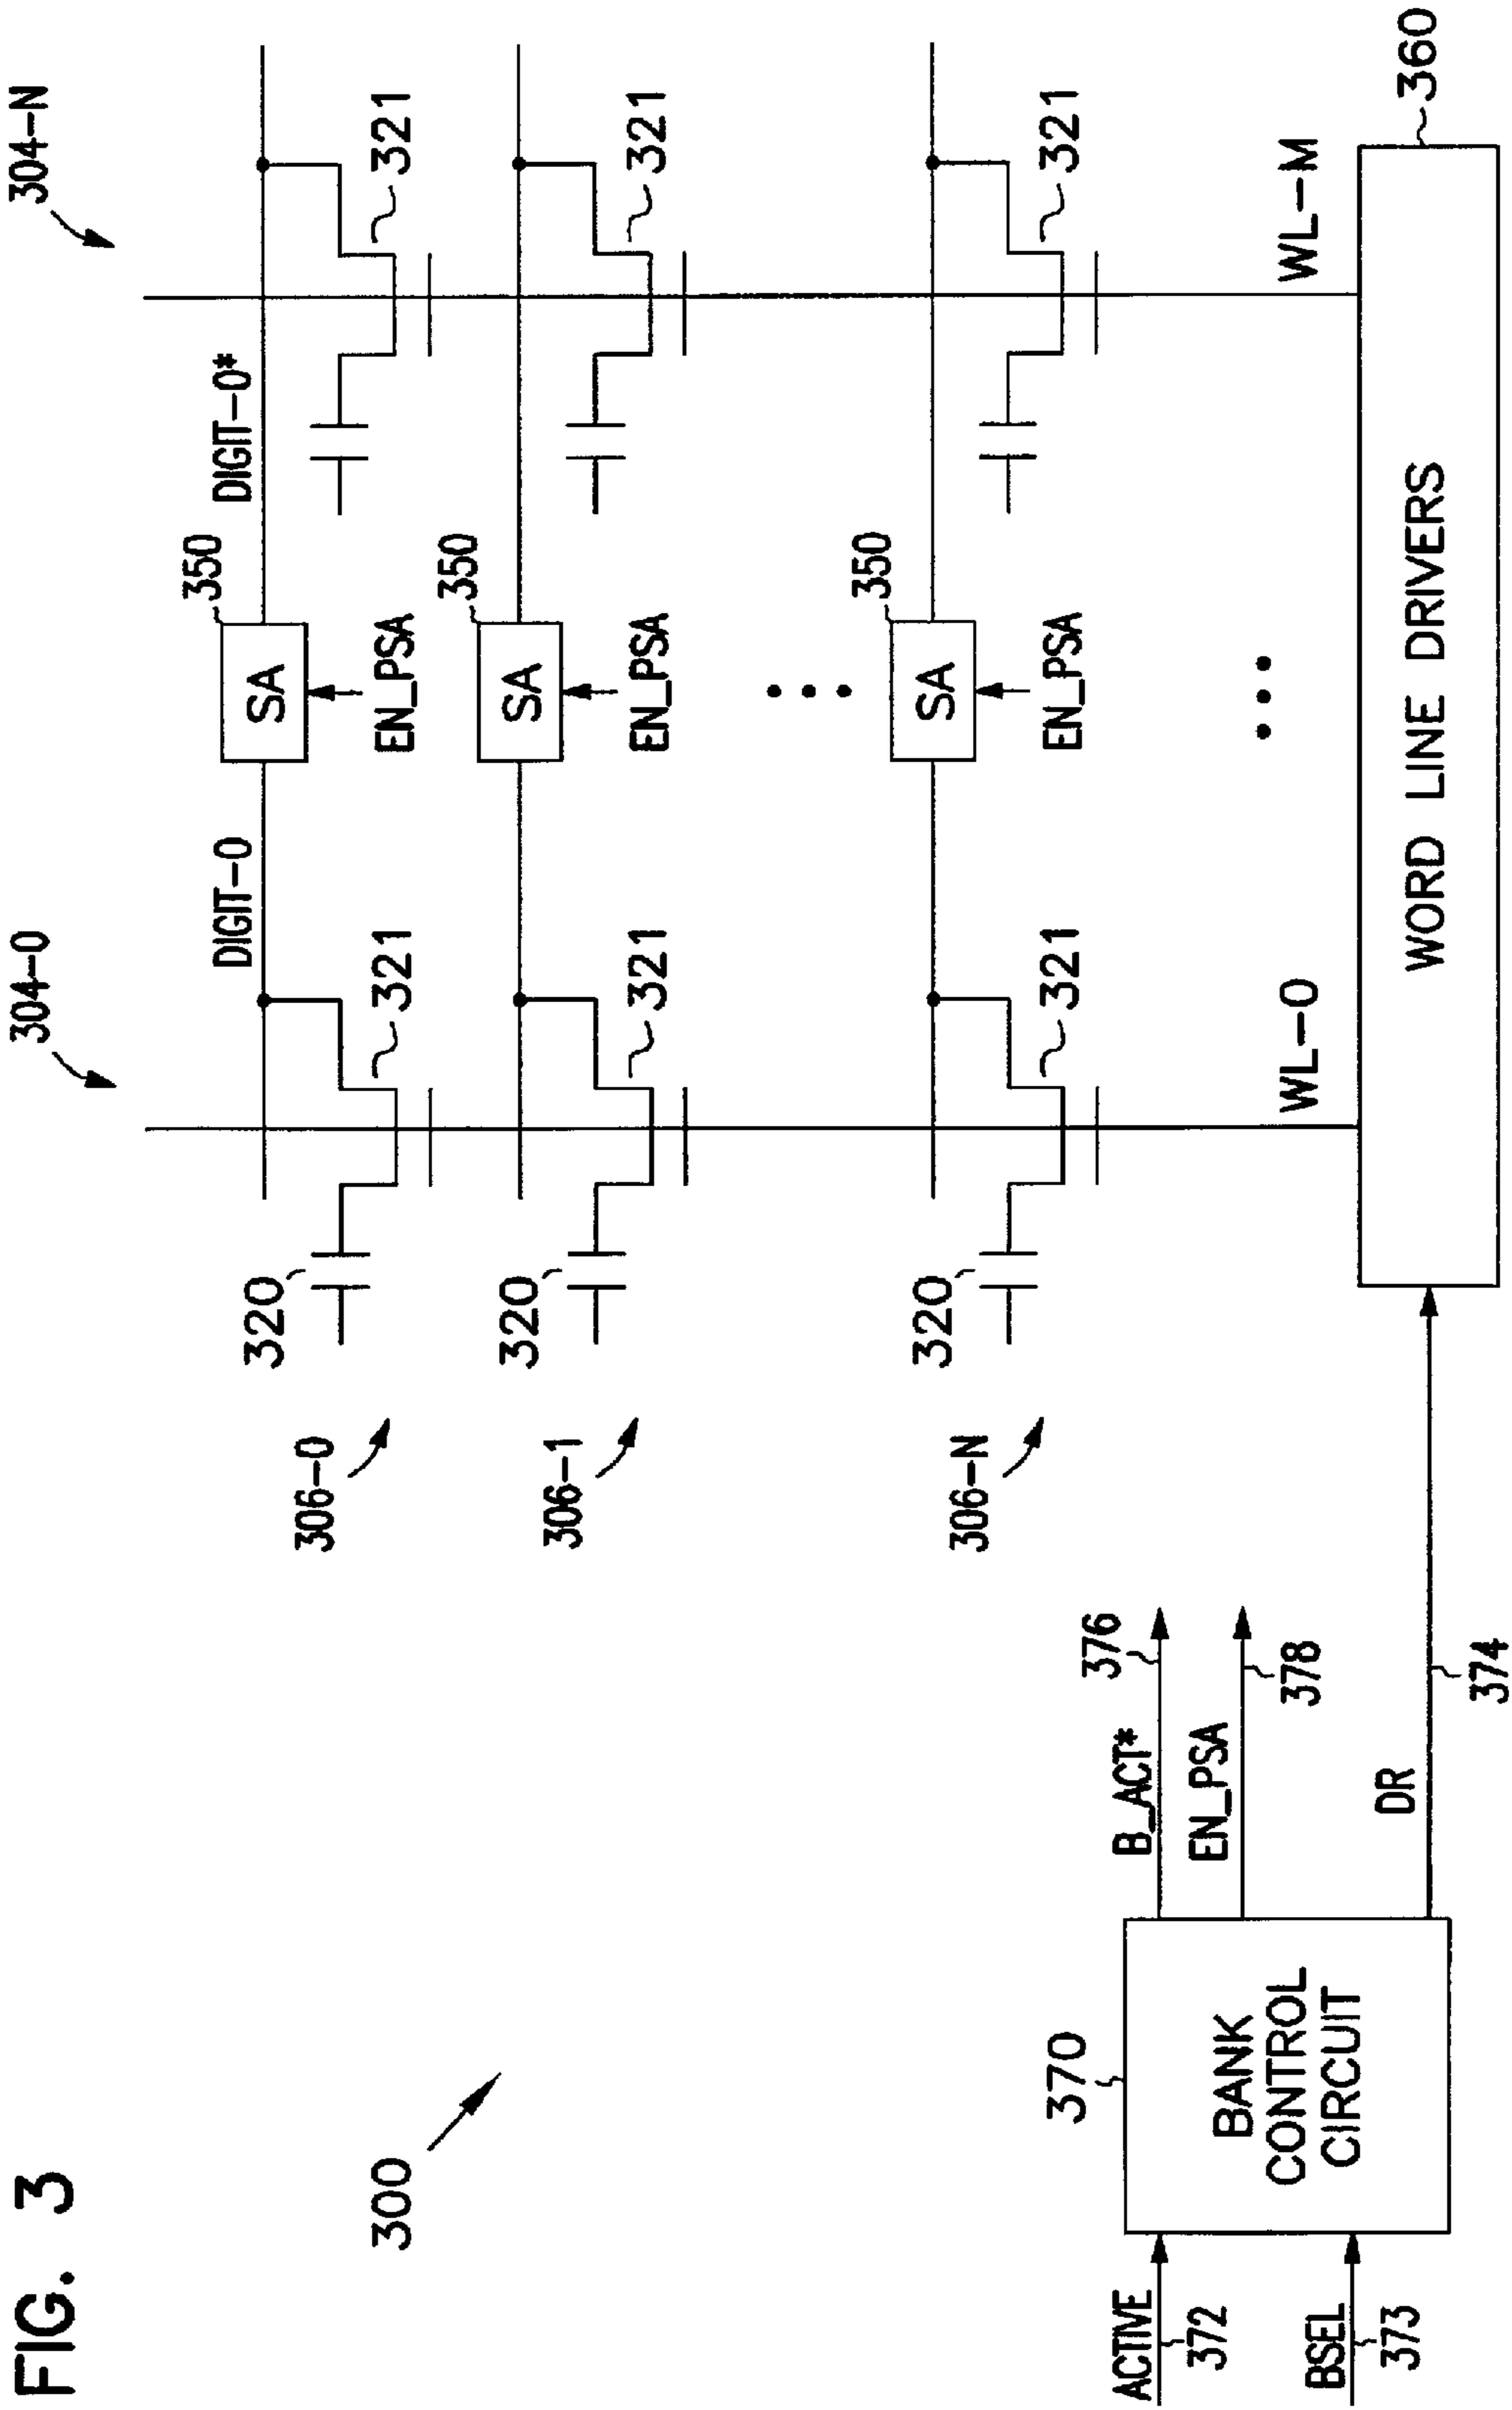 FIG. 3
300
304-0
304-N
DIGIT-0
350
DIGIT-0*
SA
EN_PSA
320
321
321
306-0
350
SA
EN_PSA
320
321
321
306-1
350
SA
EN_PSA
320
321
321
306-N
WL-0
WL-M
WORD LINE DRIVERS
360
370
BANK
CONTROL
CIRCUIT
ACTIVE
372
BSEL
373
B_ACT*
376
EN_PSA
378
DR
374